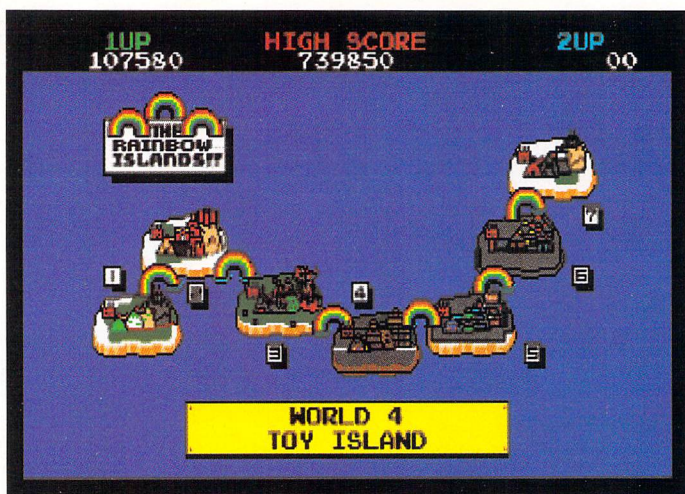 1UP HIGH SCORE 2UP
107580 739850 00
THE
RAINBOW
ISLANDS!!
7
1
2
4
6
3
5
WORLD 4
TOY ISLAND